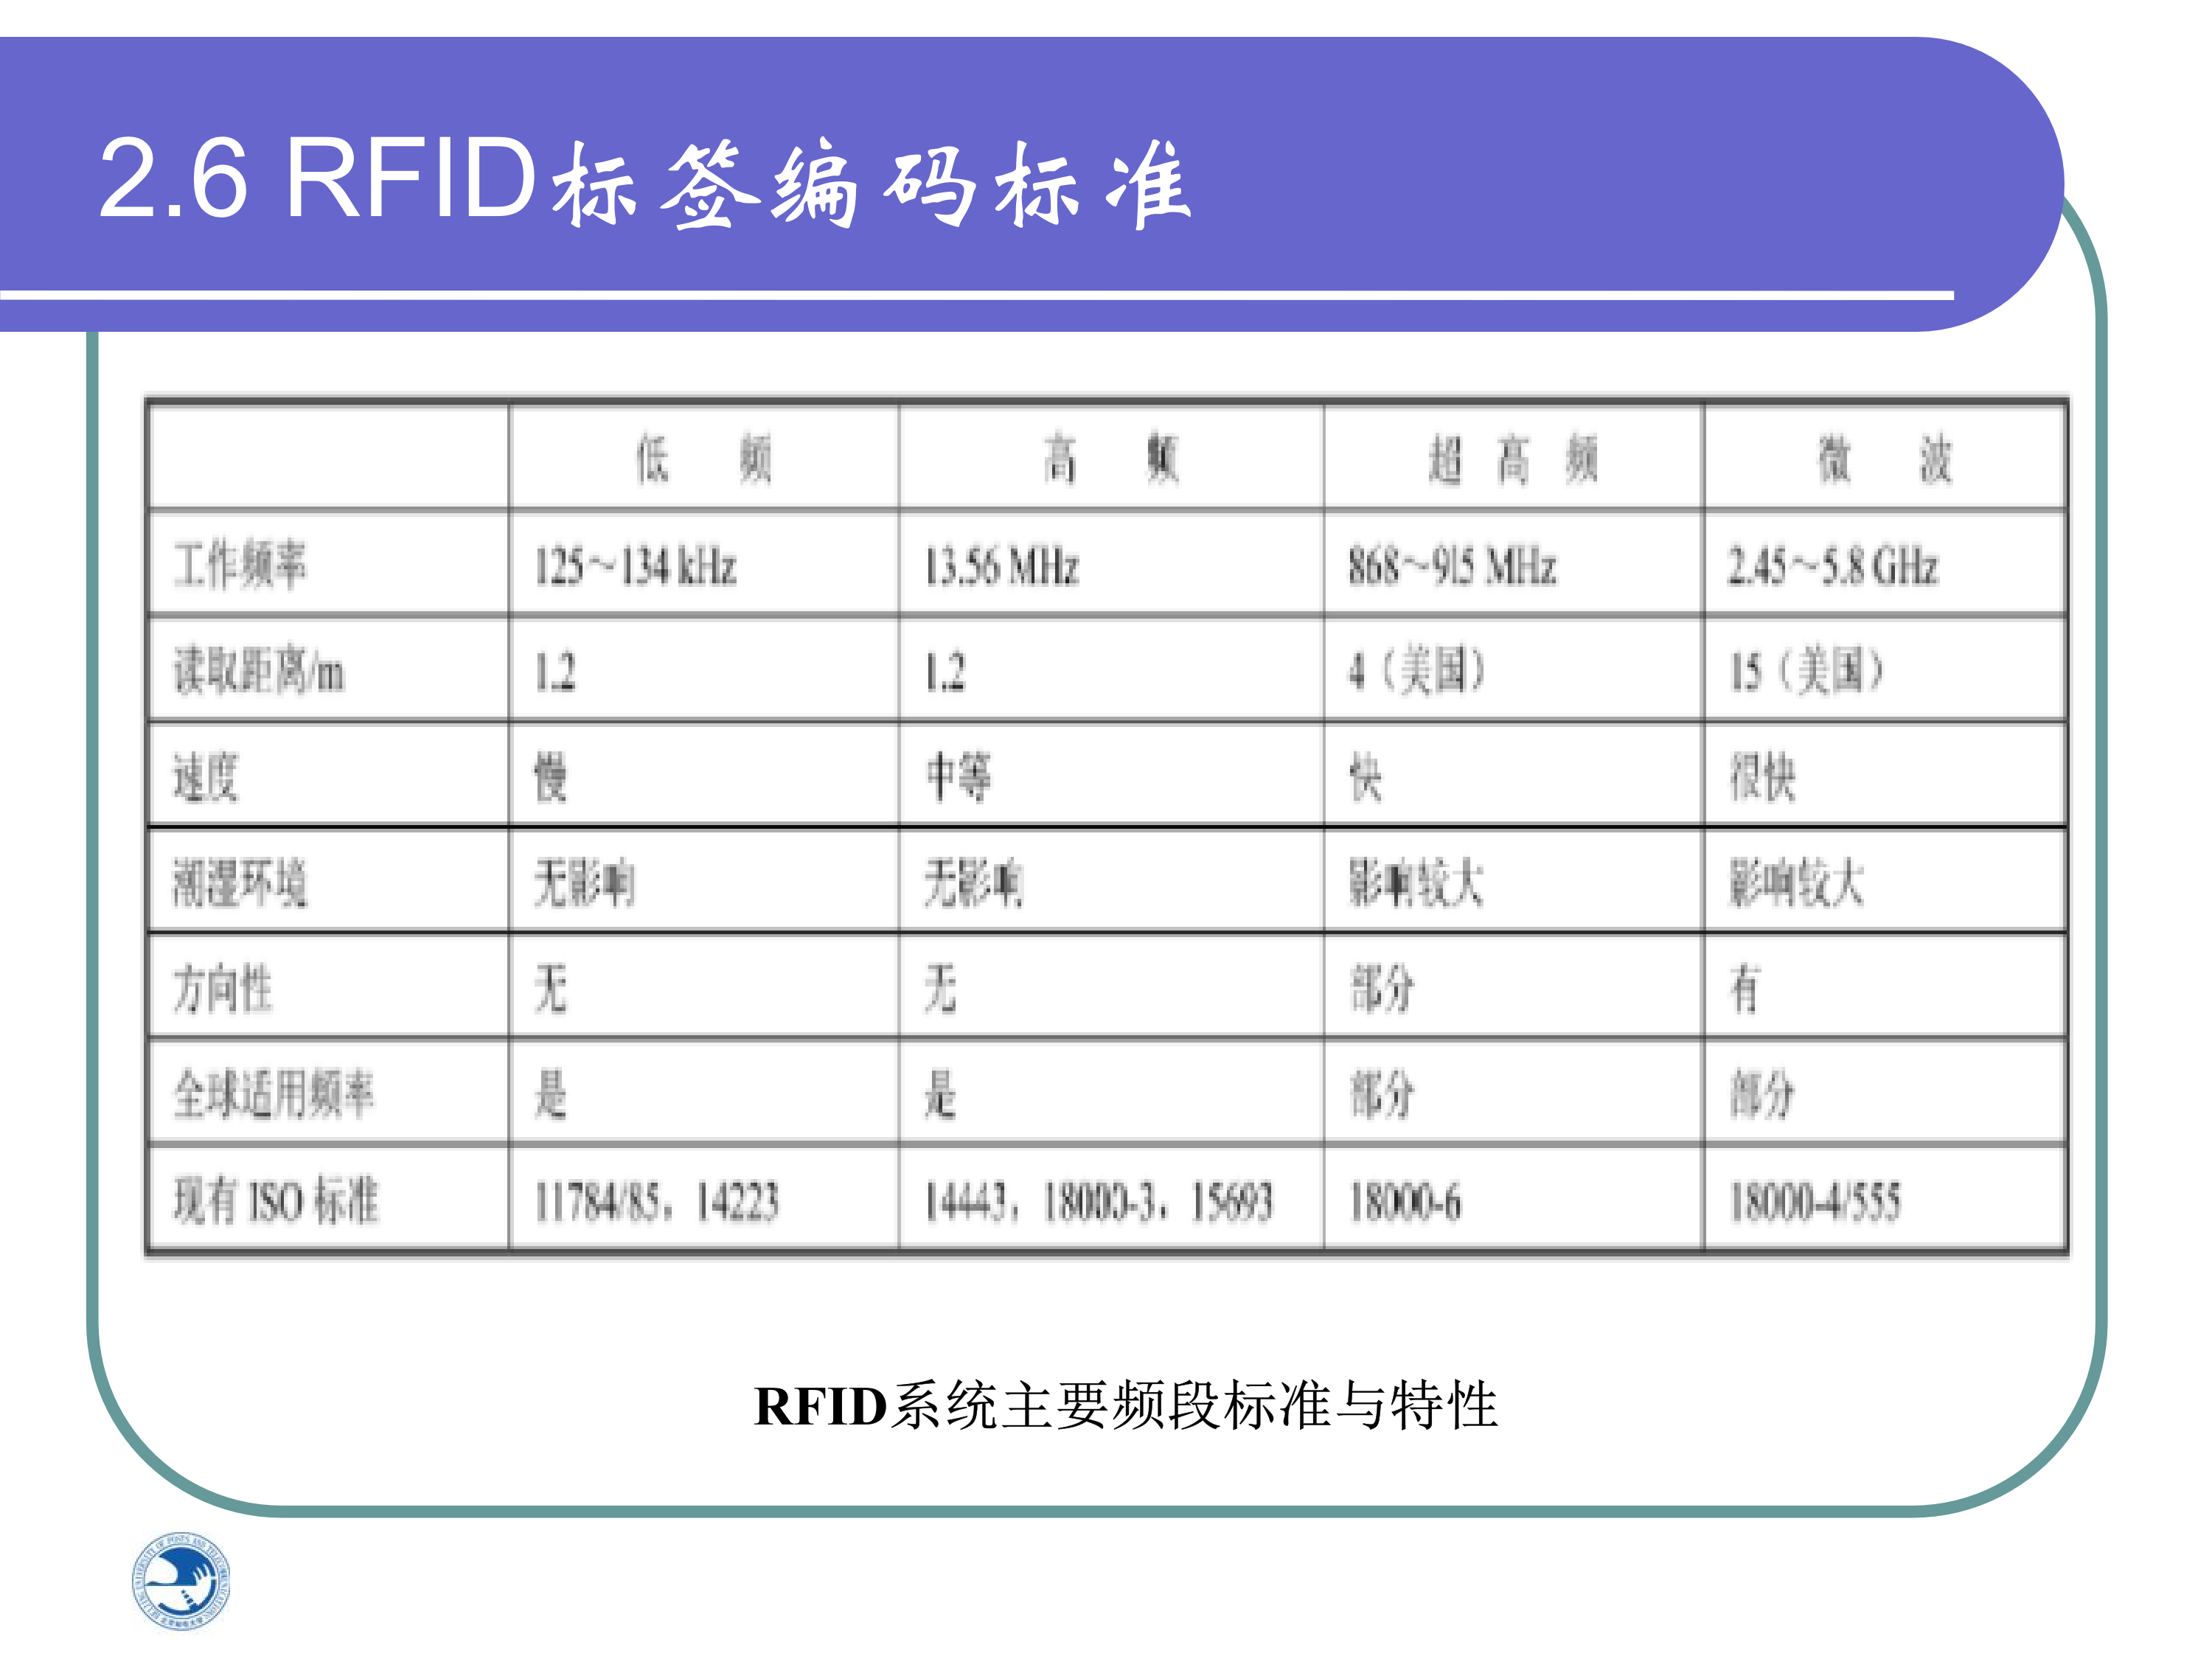 2.6 RFID标签编码标准
低 频 高 频 超 高 频 微 波
工作频率 125～134 kHz 13.56 MHz 868～915 MHz 2.45～5.8 GHz
读取距离/m 1.2 1.2 4（美国） 15（美国）
速度 慢 中等 快 很快
潮湿环境 无影响 无影响 影响较大 影响较大
方向性 无 无 部分 有
全球适用频率 是 是 部分 部分
现有 ISO 标准 11784/85，14223 14443，18000-3，15693 18000-6 18000-4/555
RFID系统主要频段标准与特性